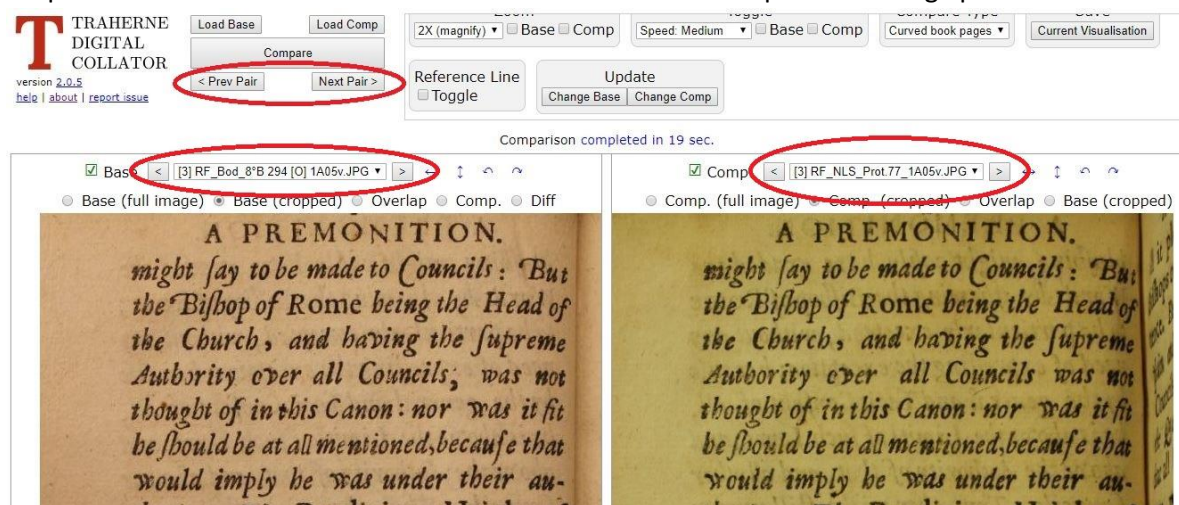 TRAHERNE
DIGITAL
COLLATOR
version 2.0.5
help | about | report issue
Load Base Load Comp
Compare
< Prev Pair Next Pair >
2X (magnify) Base Comp
Speed: Medium Base Comp
Curved book pages
Current Visualisation
Reference Line
Toggle
Update
Change Base Change Comp
Comparison completed in 19 sec.
Base < [3] RF_Bod_8°B 294 [O] 1A05v.JPG >
Base (full image) Base (cropped) Overlap Comp. Diff
A PREMONITION.
might ſay to be made to Councils : But
the Biſhop of Rome being the Head of
the Church, and having the ſupreme
Authority over all Councils; was not
thought of in this Canon: nor was it fit
he ſhould be at all mentioned, becauſe that
would imply he was under their au-
Comp < [3] RF_NLS_Prot.77_1A05v.JPG >
Comp. (full image) Comp. (cropped) Overlap Base (cropped)
A PREMONITION.
might ſay to be made to Councils : But
the Biſhop of Rome being the Head of
the Church, and having the ſupreme
Authority over all Councils was not
thought of in this Canon: nor was it fit
he ſhould be at all mentioned, becauſe that
would imply he was under their au-